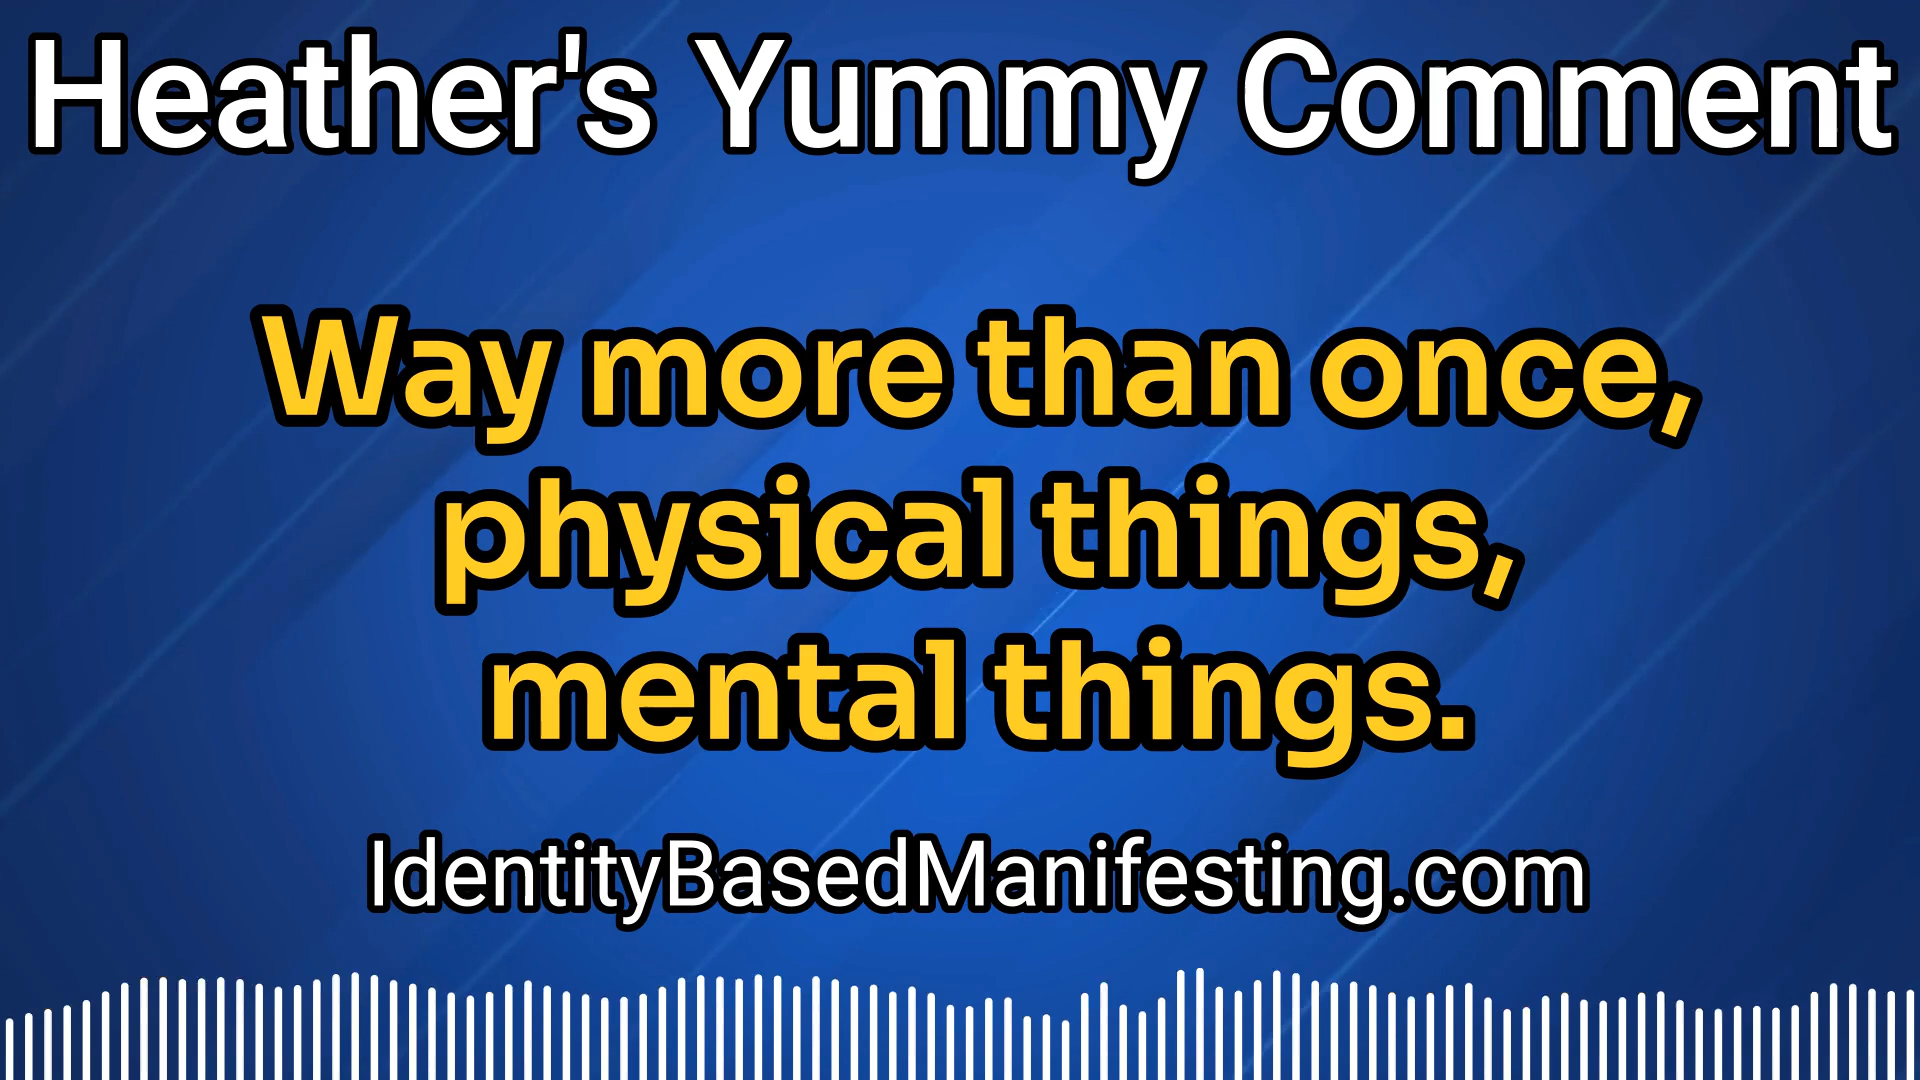 Heather's Yummy Comment
Way more than once,
physical things,
mental things.
IdentityBasedManifesting.com